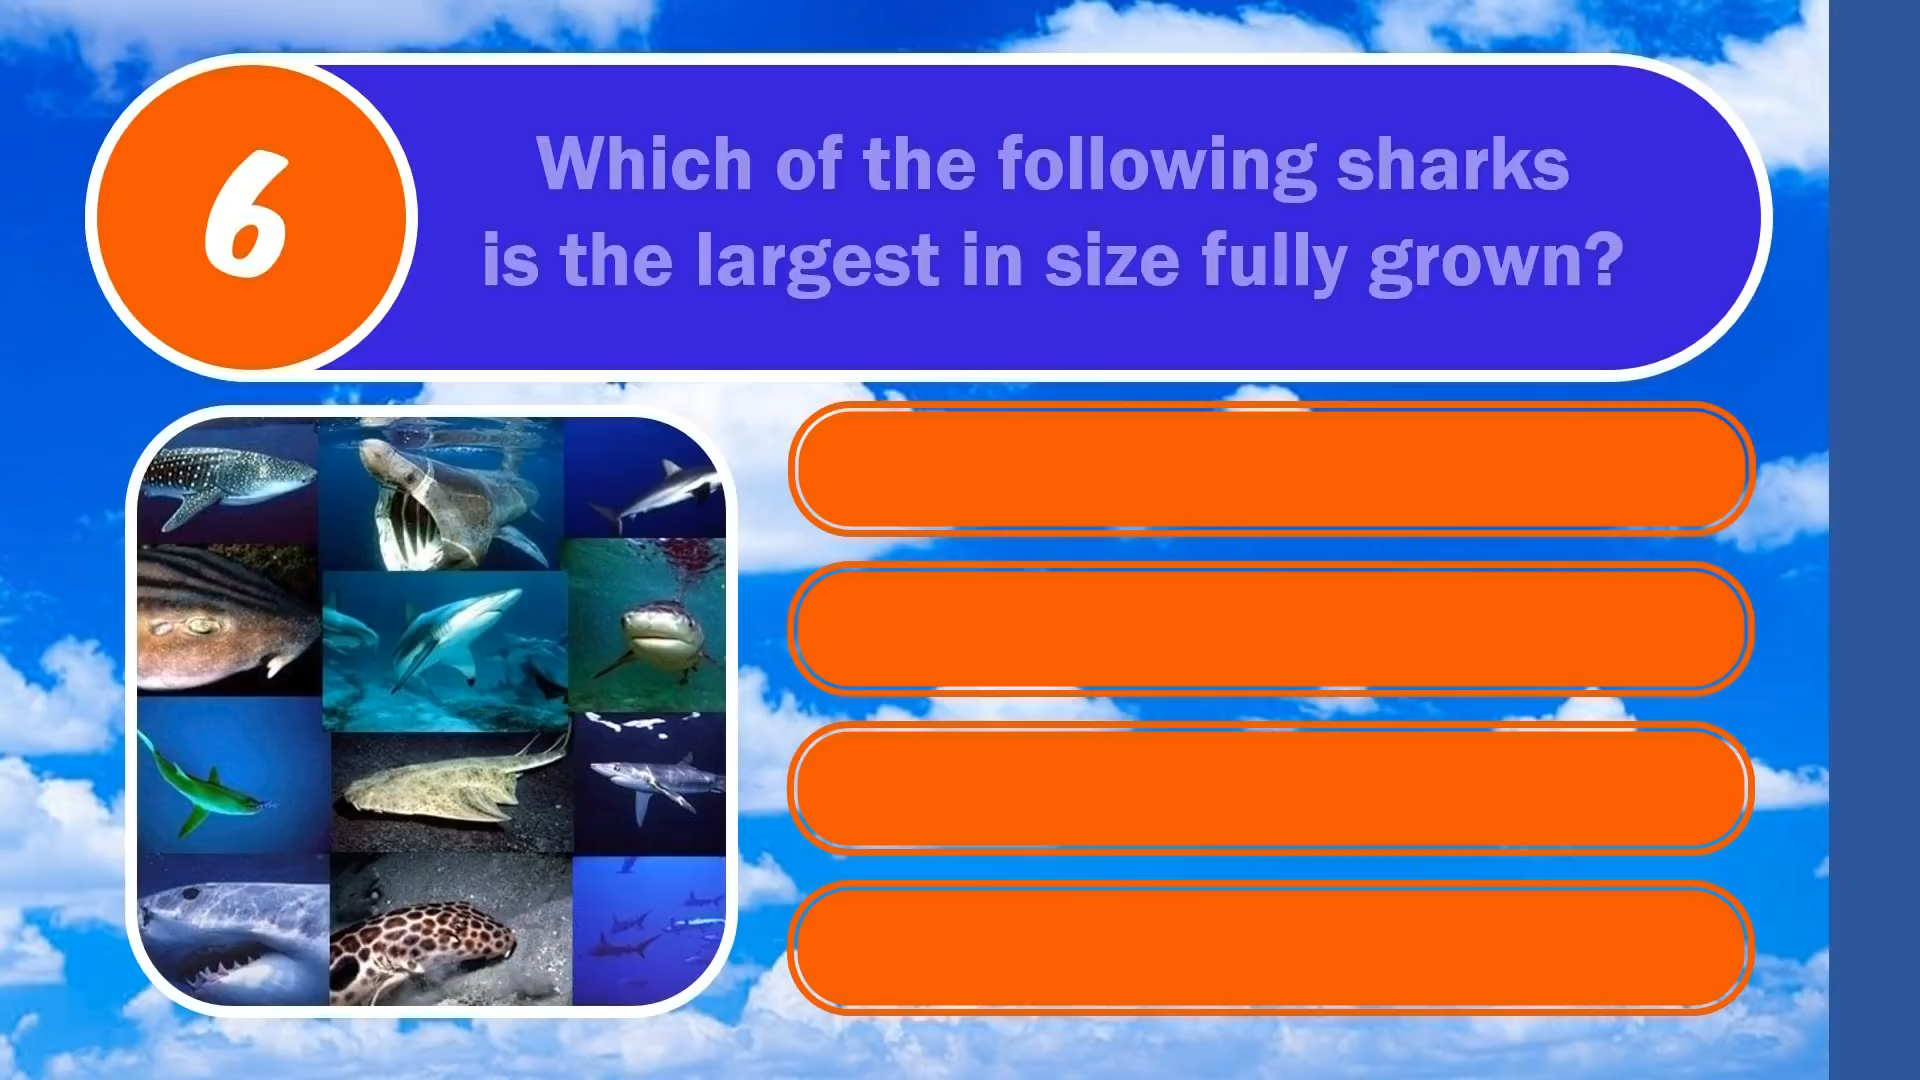 6
Which of the following sharks
is the largest in size fully grown?